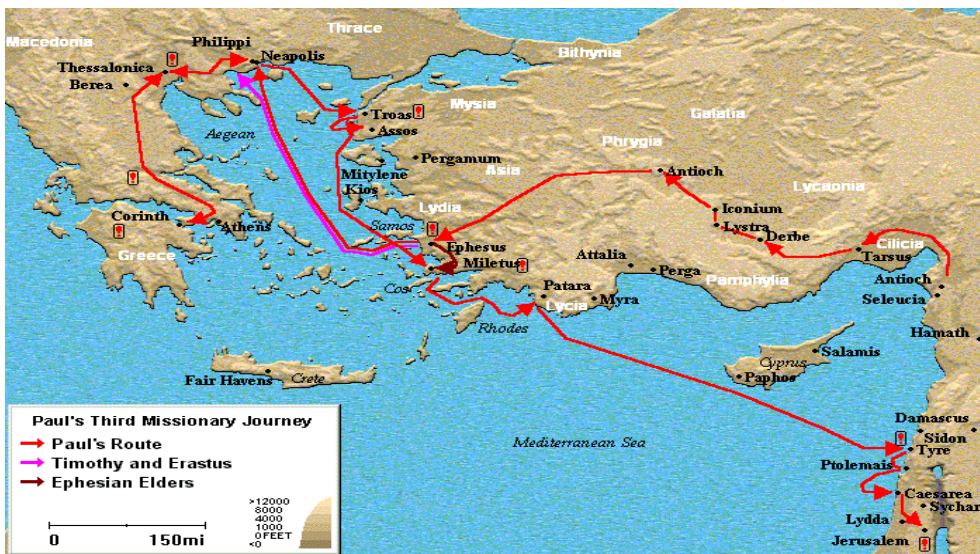 Macedonia
Thrace
Philippi
Neapolis
Bithynia
Thessalonica
Berea
Troas
Mysia
Galatia
Assos
Aegean
Phrygia
Pergamum
Mitylene
Asia
Antioch
Kios
Lycaonia
Lydia
Iconium
Corinth
Samos
Lystra
Athens
Derbe
Cilicia
Ephesus
Greece
Tarsus
Miletus
Attalia
Perga
Antioch
Pamphylia
Cos
Patara
Seleucia
Lycia
Myra
Rhodes
Hamath
Salamis
Cyprus
Fair Havens
Crete
Paphos
Damascus
Mediterranean Sea
Sidon
Tyre
Ptolemais
Caesarea
Sychar
Lydda
Jerusalem
Paul's Third Missionary Journey
Paul's Route
Timothy and Erastus
Ephesian Elders
>12000
8000
4000
1000
0 FEET
<0
0 150mi